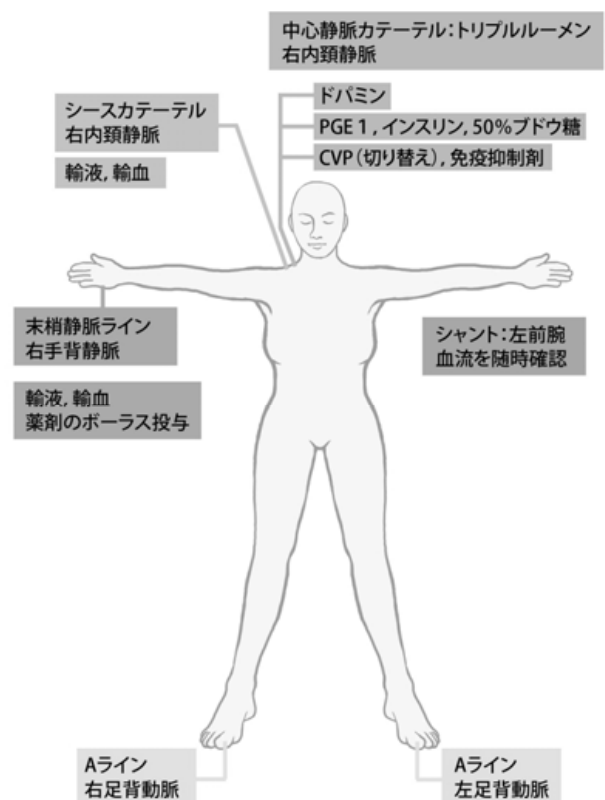 中心静脈カテーテル:トリプルルーメン
右内頚静脈
ドパミン
PGE 1 , インスリン, 50%ブドウ糖
CVP(切り替え), 免疫抑制剤
シースカテーテル
右内頚静脈
輸液, 輸血
末梢静脈ライン
右手背静脈
輸液, 輸血
薬剤のボーラス投与
シャント:左前腕
血流を随時確認
Aライン
右足背動脈
Aライン
左足背動脈